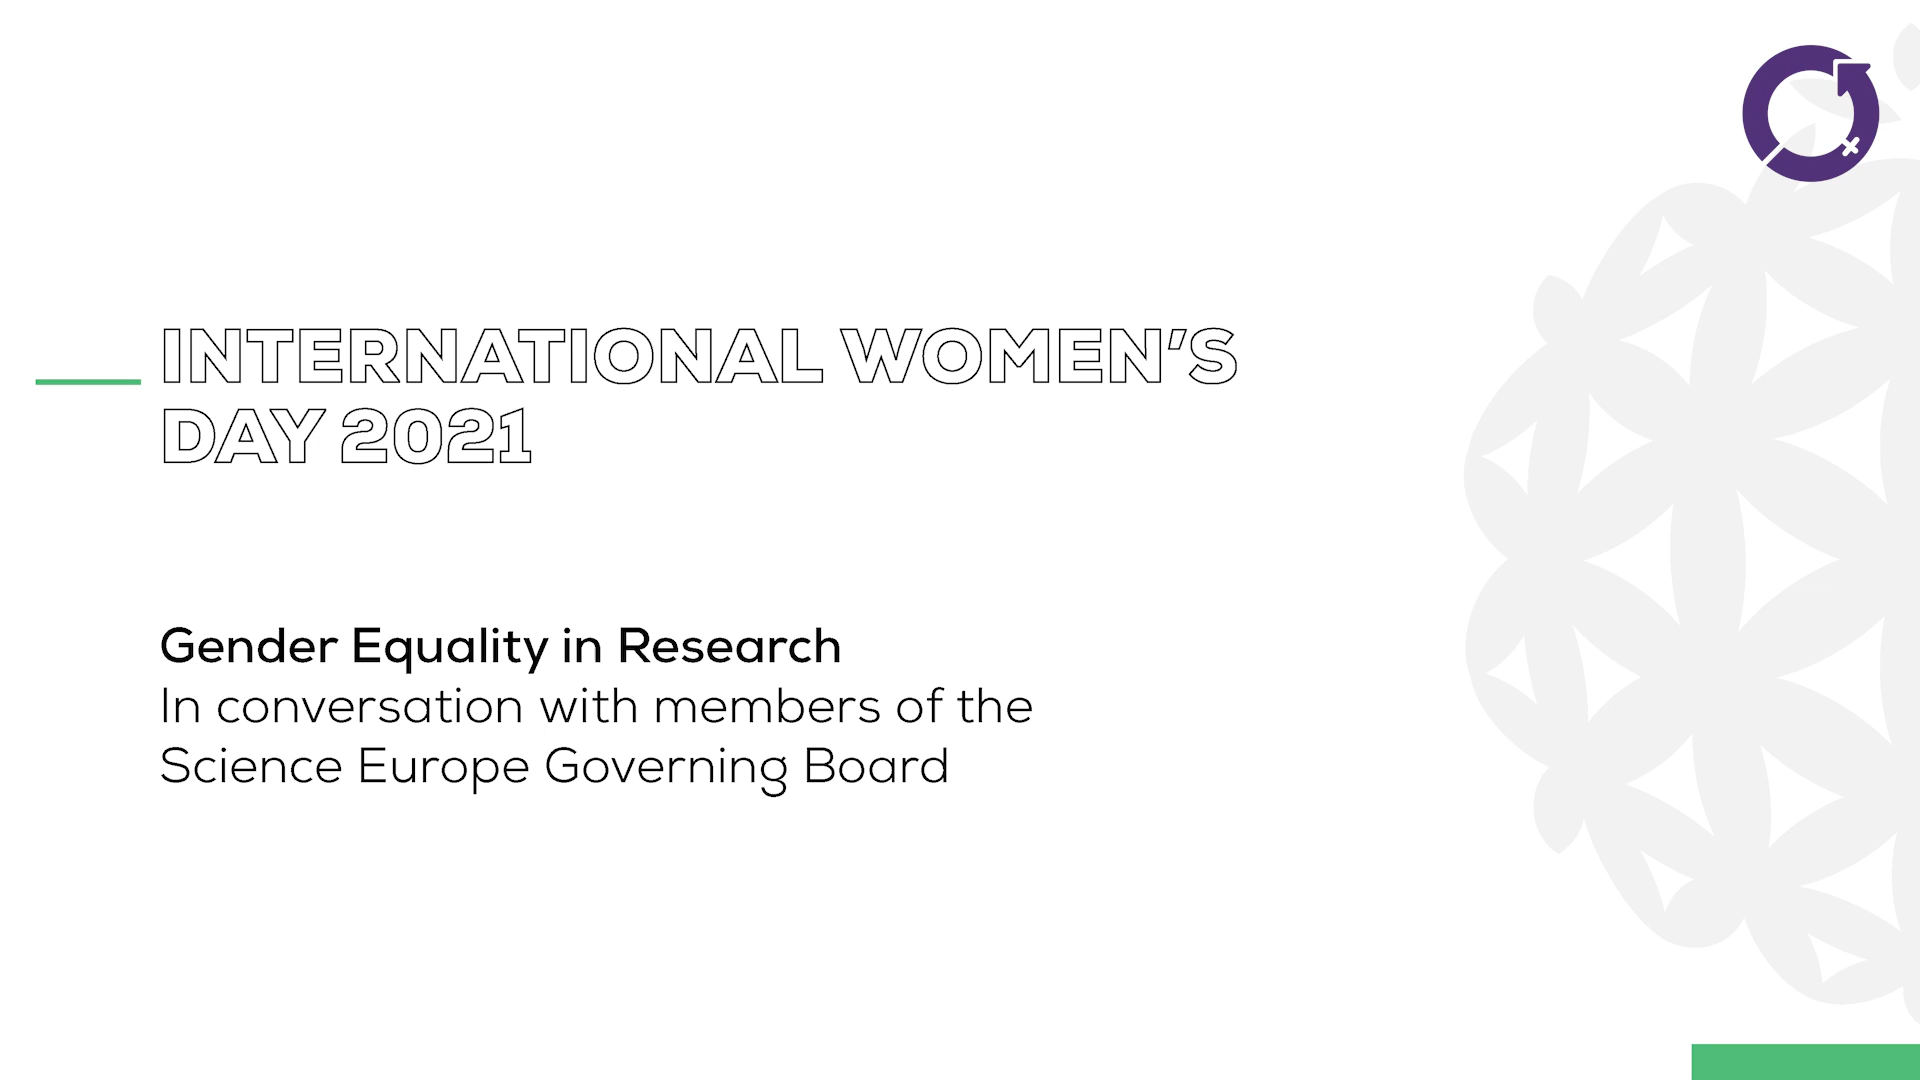 INTERNATIONAL WOMEN'S
DAY 2021
Gender Equality in Research
In conversation with members of the
Science Europe Governing Board